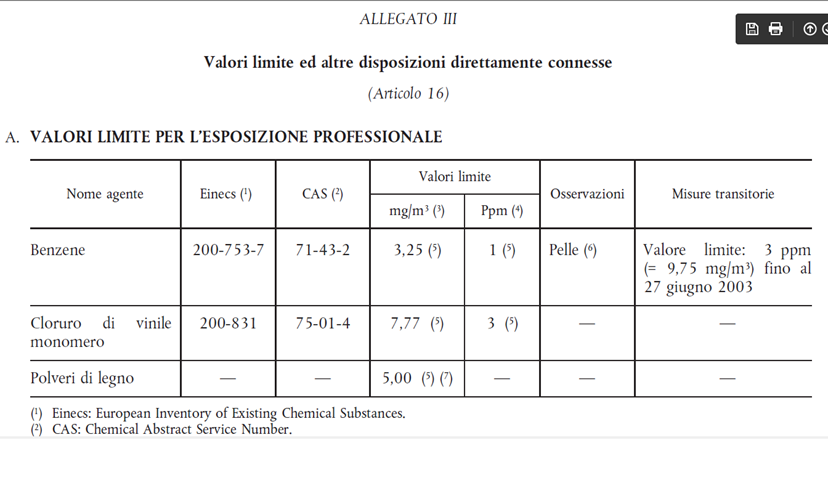 ALLEGATO III
Valori limite ed altre disposizioni direttamente connesse
(Articolo 16)
A. VALORI LIMITE PER L'ESPOSIZIONE PROFESSIONALE
Nome agente Einecs (¹) CAS (²) Valori limite Osservazioni Misure transitorie
mg/m³ (³) Ppm (⁴)
Benzene 200-753-7 71-43-2 3,25 (⁵) 1 (⁵) Pelle (⁶) Valore limite: 3 ppm
(= 9,75 mg/m³) fino al
27 giugno 2003
Cloruro di vinile 200-831 75-01-4 7,77 (⁵) 3 (⁵) — —
monomero
Polveri di legno — — 5,00 (⁵) (⁷) — — —
(¹) Einecs: European Inventory of Existing Chemical Substances.
(²) CAS: Chemical Abstract Service Number.